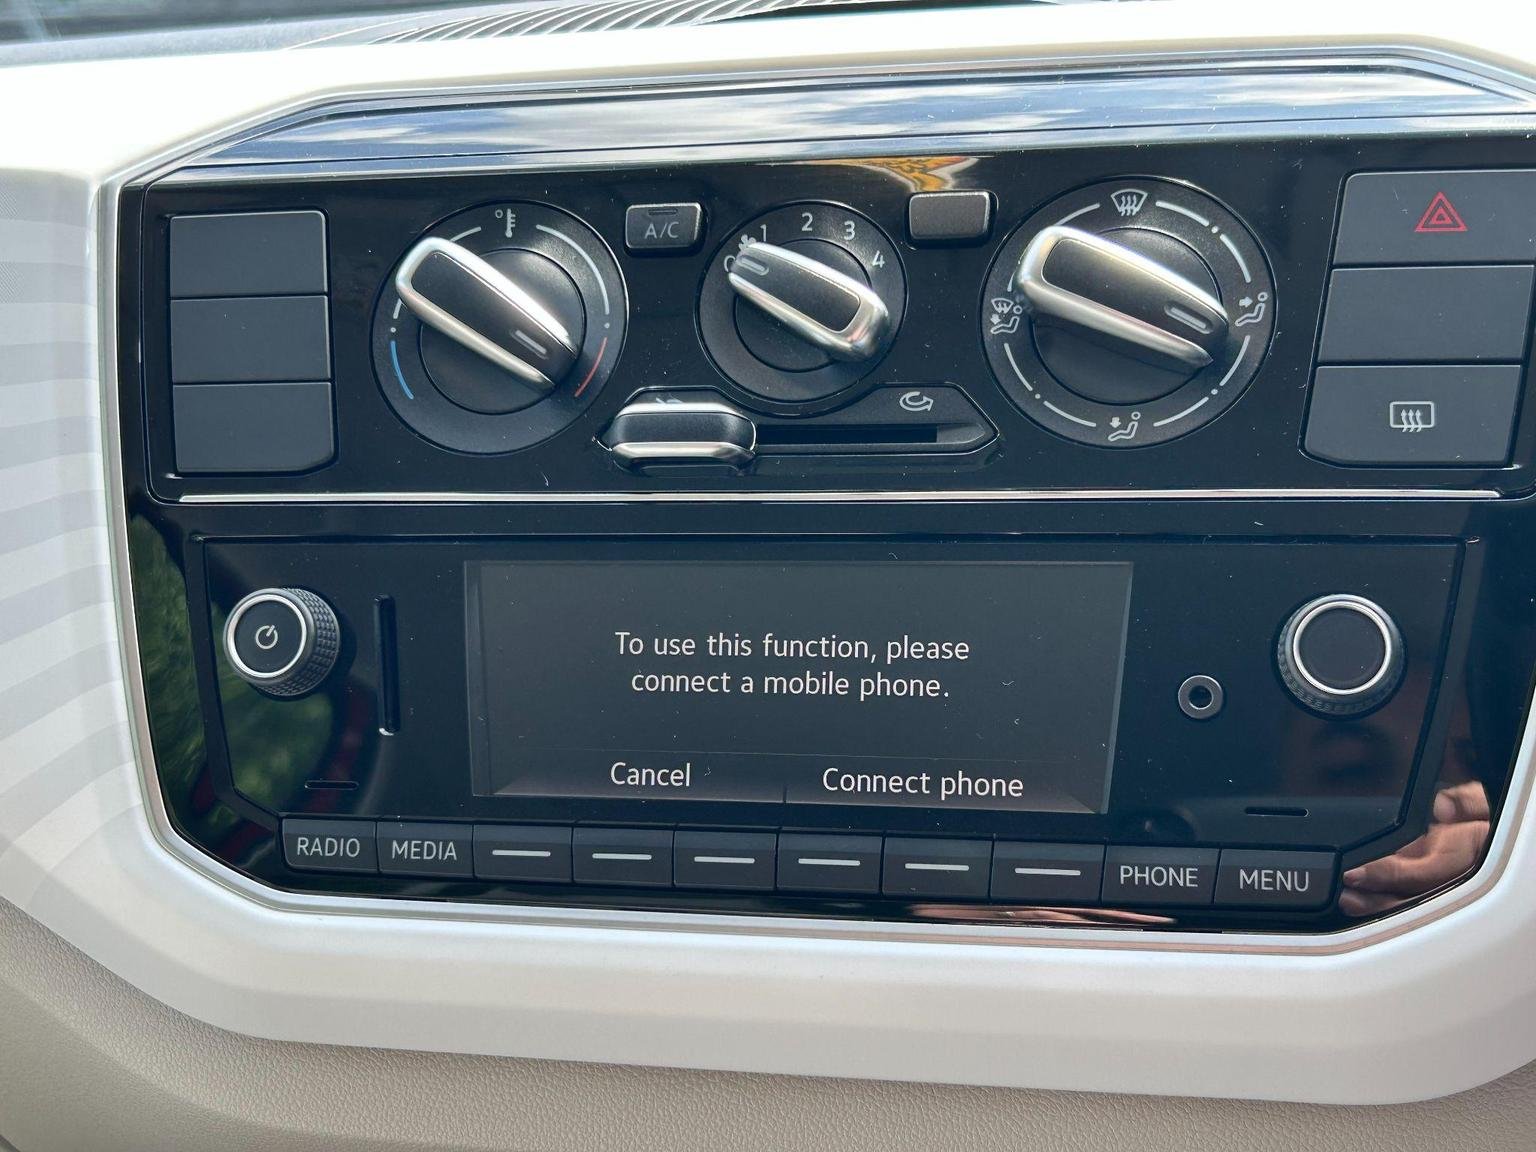 A/C
1 2 3 4
To use this function, please
connect a mobile phone.
Cancel Connect phone
RADIO MEDIA PHONE MENU